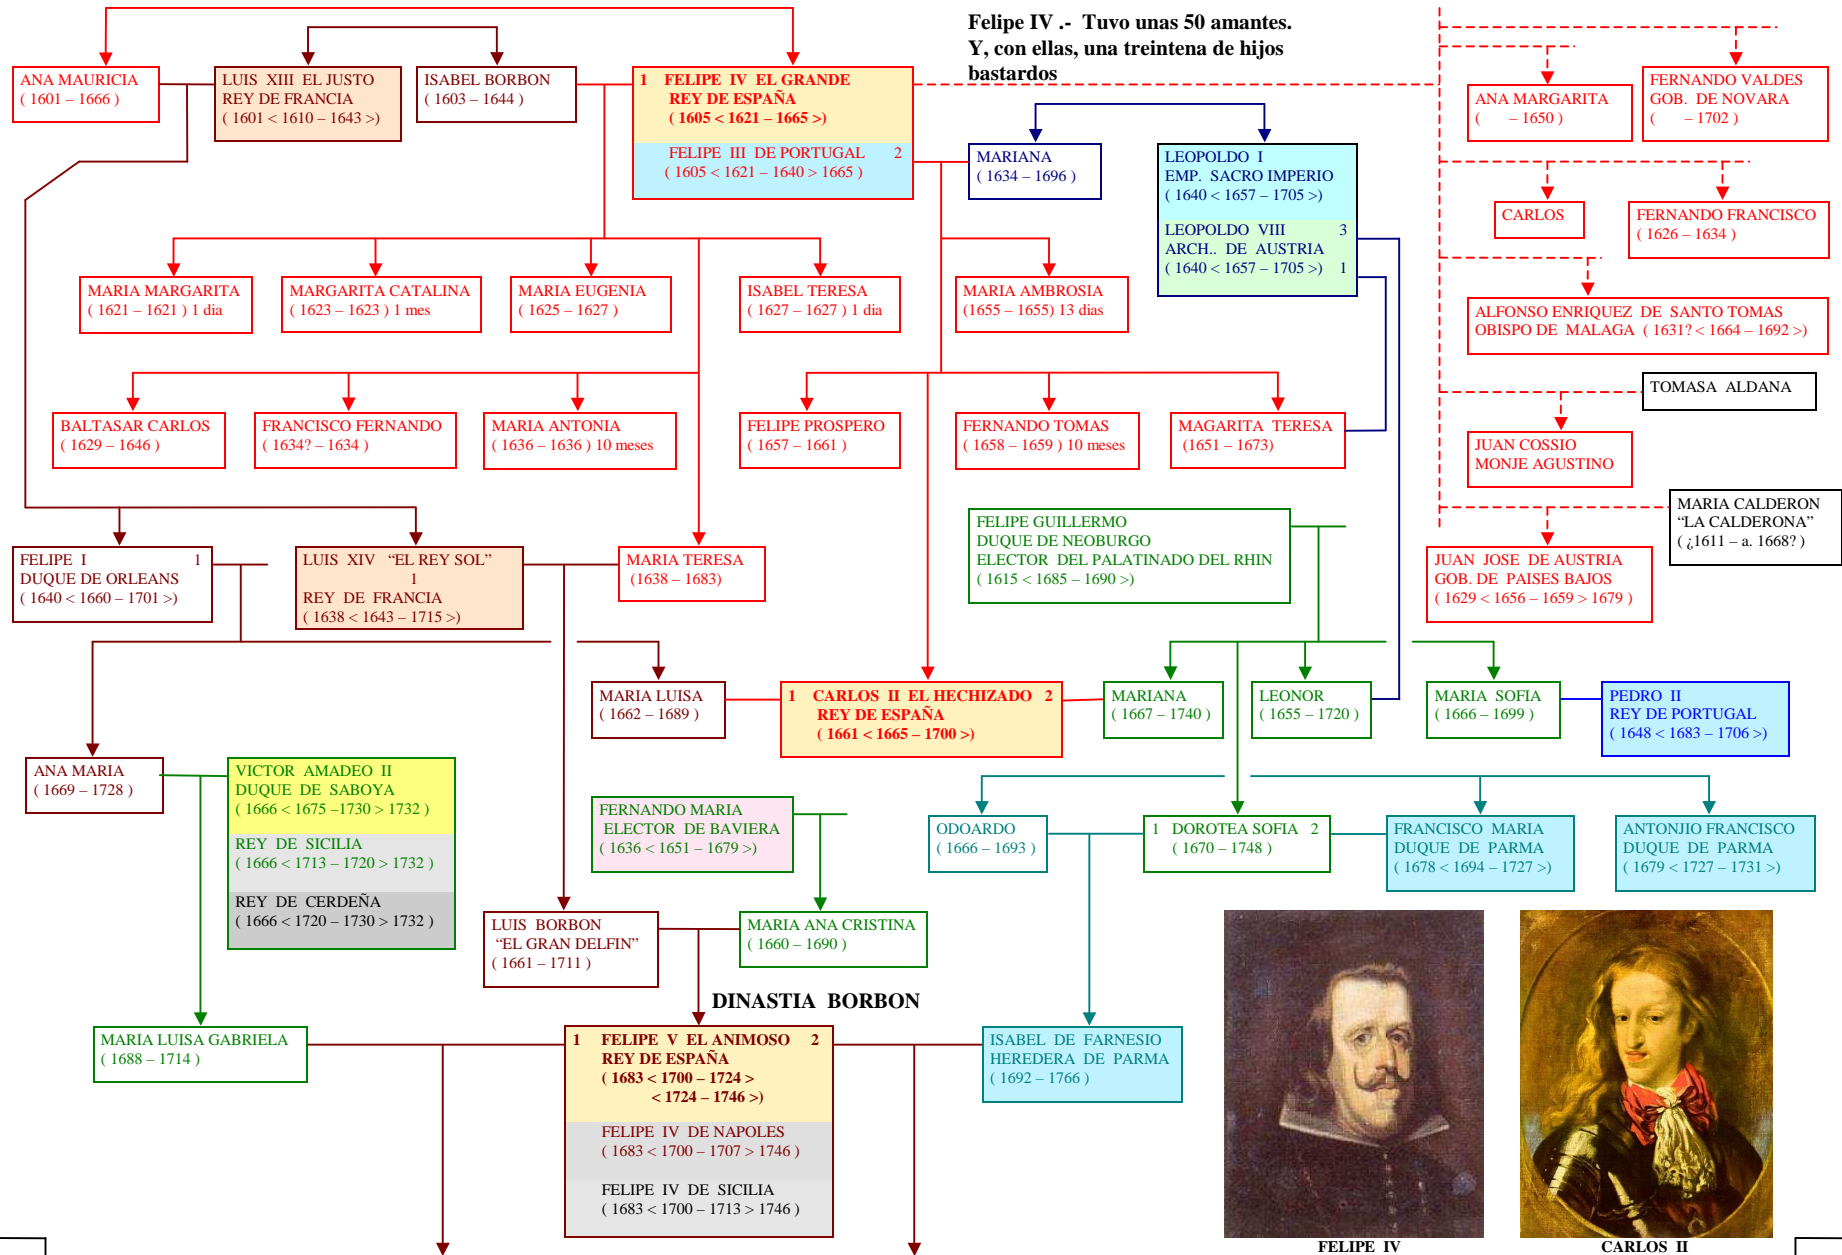 Felipe IV .-  Tuvo unas 50 amantes.
Y, con ellas, una treintena de hijos
bastardos
ANA MAURICIA
( 1601 – 1666 )
LUIS  XIII  EL JUSTO
REY DE FRANCIA
( 1601 < 1610 – 1643 >)
ISABEL BORBON
( 1603 – 1644 )
1    FELIPE  IV  EL GRANDE
REY  DE ESPAÑA
( 1605 < 1621 – 1665 >)
FELIPE  III  DE PORTUGAL    2
( 1605 < 1621 – 1640 > 1665 )
MARIANA
( 1634 – 1696 )
LEOPOLDO  I
EMP.  SACRO IMPERIO
( 1640 < 1657 – 1705 >)
LEOPOLDO  VIII    3
ARCH..  DE AUSTRIA
( 1640 < 1657 – 1705 >)    1
ANA MARGARITA
(      – 1650 )
FERNANDO VALDES
GOB.  DE NOVARA
(      – 1702 )
CARLOS
FERNANDO FRANCISCO
( 1626 – 1634 )
ALFONSO ENRIQUEZ  DE  SANTO TOMAS
OBISPO DE  MALAGA  ( 1631? < 1664 – 1692 >)
MARIA MARGARITA
( 1621 – 1621 ) 1 dia
MARGARITA CATALINA
( 1623 – 1623 ) 1 mes
MARIA EUGENIA
( 1625 – 1627 )
ISABEL TERESA
( 1627 – 1627 ) 1 dia
MARIA AMBROSIA
(1655 – 1655) 13 dias
TOMASA  ALDANA
BALTASAR CARLOS
( 1629 – 1646 )
FRANCISCO FERNANDO
( 1634? – 1634 )
MARIA ANTONIA
( 1636 – 1636 ) 10 meses
FELIPE PROSPERO
( 1657 – 1661 )
FERNANDO TOMAS
( 1658 – 1659 ) 10 meses
MAGARITA  TERESA
(1651 – 1673)
JUAN COSSIO
MONJE AGUSTINO
MARIA CALDERON
“LA CALDERONA”
( ¿1611 – a. 1668? )
FELIPE GUILLERMO
DUQUE DE NEOBURGO
ELECTOR  DEL PALATINADO DEL RHIN
( 1615 < 1685 – 1690 >)
FELIPE  I    1
DUQUE DE ORLEANS
( 1640 < 1660 – 1701 >)
LUIS  XIV   “EL REY SOL”
1
REY  DE  FRANCIA
( 1638 < 1643 – 1715 >)
MARIA TERESA
(1638 – 1683)
JUAN  JOSE  DE AUSTRIA
GOB. DE  PAISES BAJOS
( 1629 < 1656 – 1659 > 1679 )
MARIA LUISA
( 1662 – 1689 )
1    CARLOS  II  EL HECHIZADO   2
REY DE ESPAÑA
( 1661 < 1665 – 1700 >)
MARIANA
( 1667 – 1740 )
LEONOR
( 1655 – 1720 )
MARIA  SOFIA
( 1666 – 1699 )
PEDRO  II
REY DE PORTUGAL
( 1648 < 1683 – 1706 >)
ANA MARIA
( 1669 – 1728 )
VICTOR  AMADEO  II
DUQUE  DE  SABOYA
( 1666 < 1675 –1730 > 1732 )
REY  DE SICILIA
( 1666 < 1713 – 1720 > 1732 )
REY  DE CERDEÑA
( 1666 < 1720 – 1730 > 1732 )
FERNANDO MARIA
ELECTOR  DE BAVIERA
( 1636 < 1651 – 1679 >)
ODOARDO
( 1666 – 1693 )
1   DOROTEA SOFIA   2
( 1670 – 1748 )
FRANCISCO  MARIA
DUQUE  DE  PARMA
( 1678 < 1694 – 1727 >)
ANTONJIO FRANCISCO
DUQUE  DE  PARMA
( 1679 < 1727 – 1731 >)
LUIS  BORBON
“EL GRAN DELFIN”
( 1661 – 1711 )
MARIA ANA CRISTINA
( 1660 – 1690 )
DINASTIA  BORBON
MARIA LUISA GABRIELA
( 1688 – 1714 )
1    FELIPE  V  EL ANIMOSO    2
REY DE ESPAÑA
( 1683 < 1700 – 1724 >
< 1724 – 1746 >)
FELIPE  IV  DE NAPOLES
( 1683 < 1700 – 1707 > 1746 )
FELIPE  IV  DE  SICILIA
( 1683 < 1700 – 1713 > 1746 )
ISABEL  DE  FARNESIO
HEREDERA  DE  PARMA
( 1692 – 1766 )
FELIPE  IV
CARLOS  II